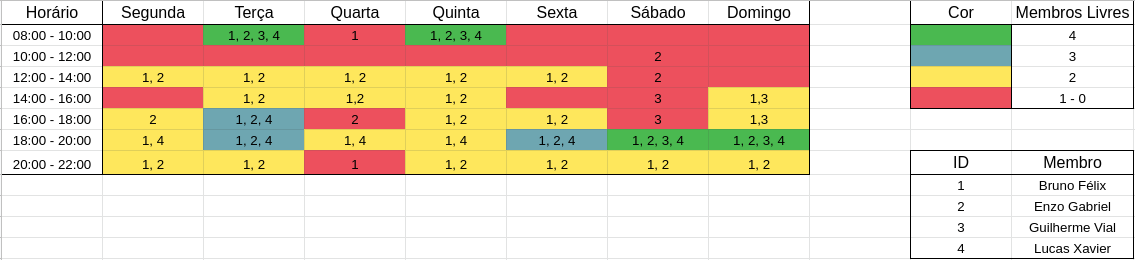 Horário Segunda Terça Quarta Quinta Sexta Sábado Domingo Cor Membros Livres
08:00 - 10:00 1, 2, 3, 4 1 1, 2, 3, 4 4
10:00 - 12:00 2 3
12:00 - 14:00 1, 2 1, 2 1, 2 1, 2 1, 2 2 2
14:00 - 16:00 1, 2 1,2 1, 2 3 1,3 1 - 0
16:00 - 18:00 2 1, 2, 4 2 1, 2 1, 2 3 1,3
18:00 - 20:00 1, 4 1, 2, 4 1, 4 1, 4 1, 2, 4 1, 2, 3, 4 1, 2, 3, 4
20:00 - 22:00 1, 2 1, 2 1 1, 2 1, 2 1, 2 1, 2 ID Membro
1 Bruno Félix
2 Enzo Gabriel
3 Guilherme Vial
4 Lucas Xavier